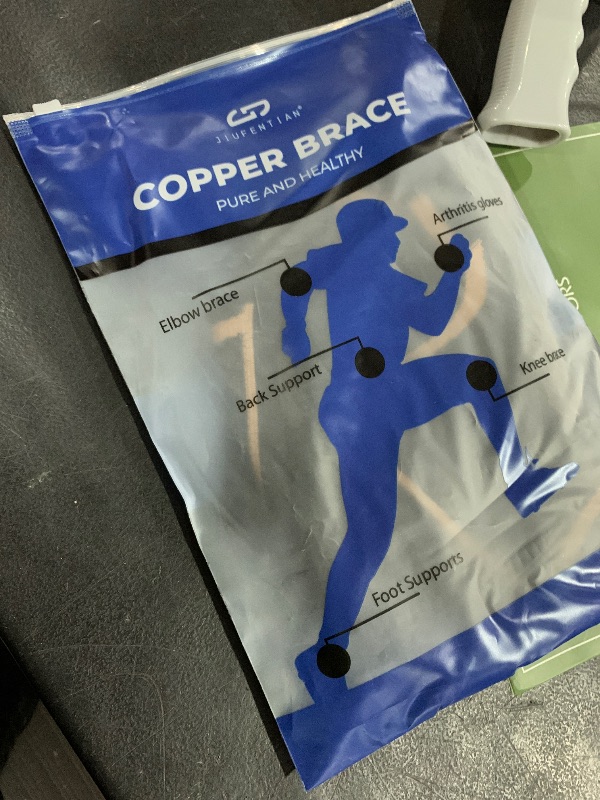 JIUFENTIAN®
COPPER BRACE
PURE AND HEALTHY
Arthritis gloves
Elbow brace
Back Support
Knee brace
Foot Supports